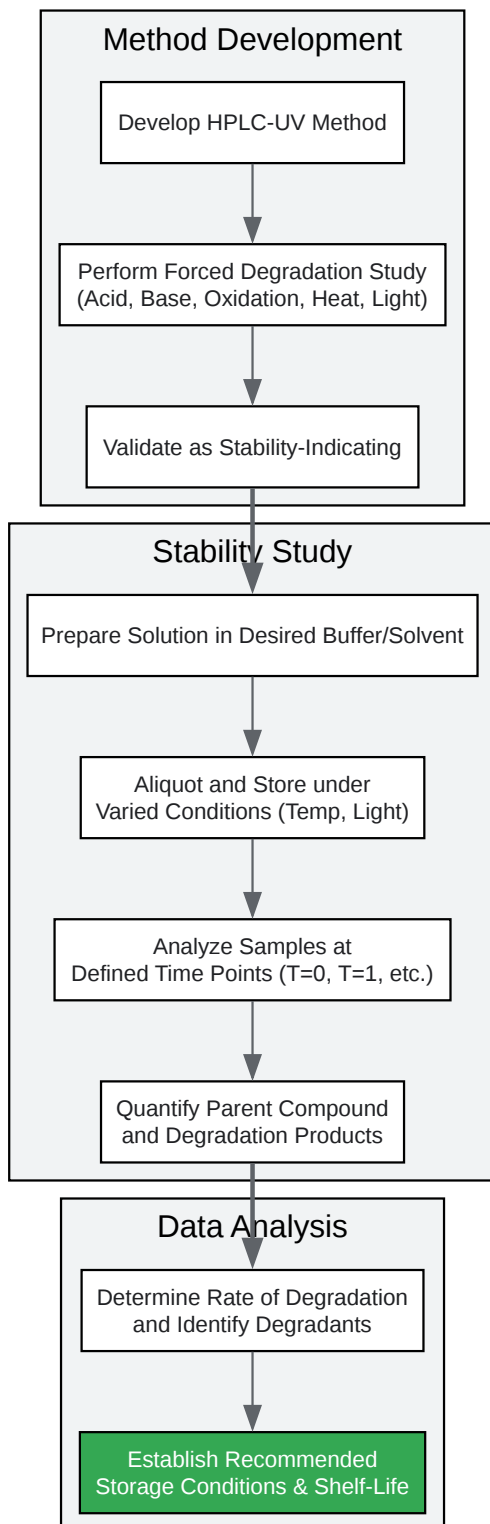 Method Development
Develop HPLC-UV Method
Perform Forced Degradation Study
(Acid, Base, Oxidation, Heat, Light)
Validate as Stability-Indicating
Stability Study
Prepare Solution in Desired Buffer/Solvent
Aliquot and Store under
Varied Conditions (Temp, Light)
Analyze Samples at
Defined Time Points (T=0, T=1, etc.)
Quantify Parent Compound
and Degradation Products
Data Analysis
Determine Rate of Degradation
and Identify Degradants
Establish Recommended
Storage Conditions & Shelf-Life